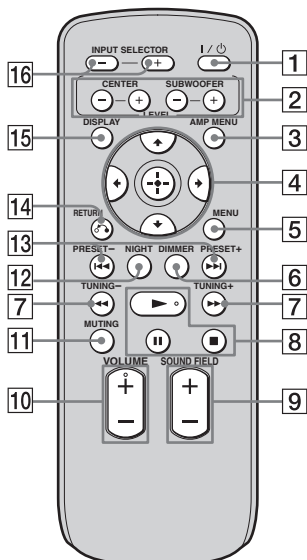 INPUT SELECTOR
I / ⏻
− +
16
1
CENTER SUBWOOFER
− + − +
2
LEVEL
DISPLAY AMP MENU
15
3
4
14
RETURN MENU
5
13
PRESET− NIGHT DIMMER PRESET+
12
6
TUNING− TUNING+
7
7
MUTING
8
11
VOLUME SOUND FIELD
+ +
10
9
− −